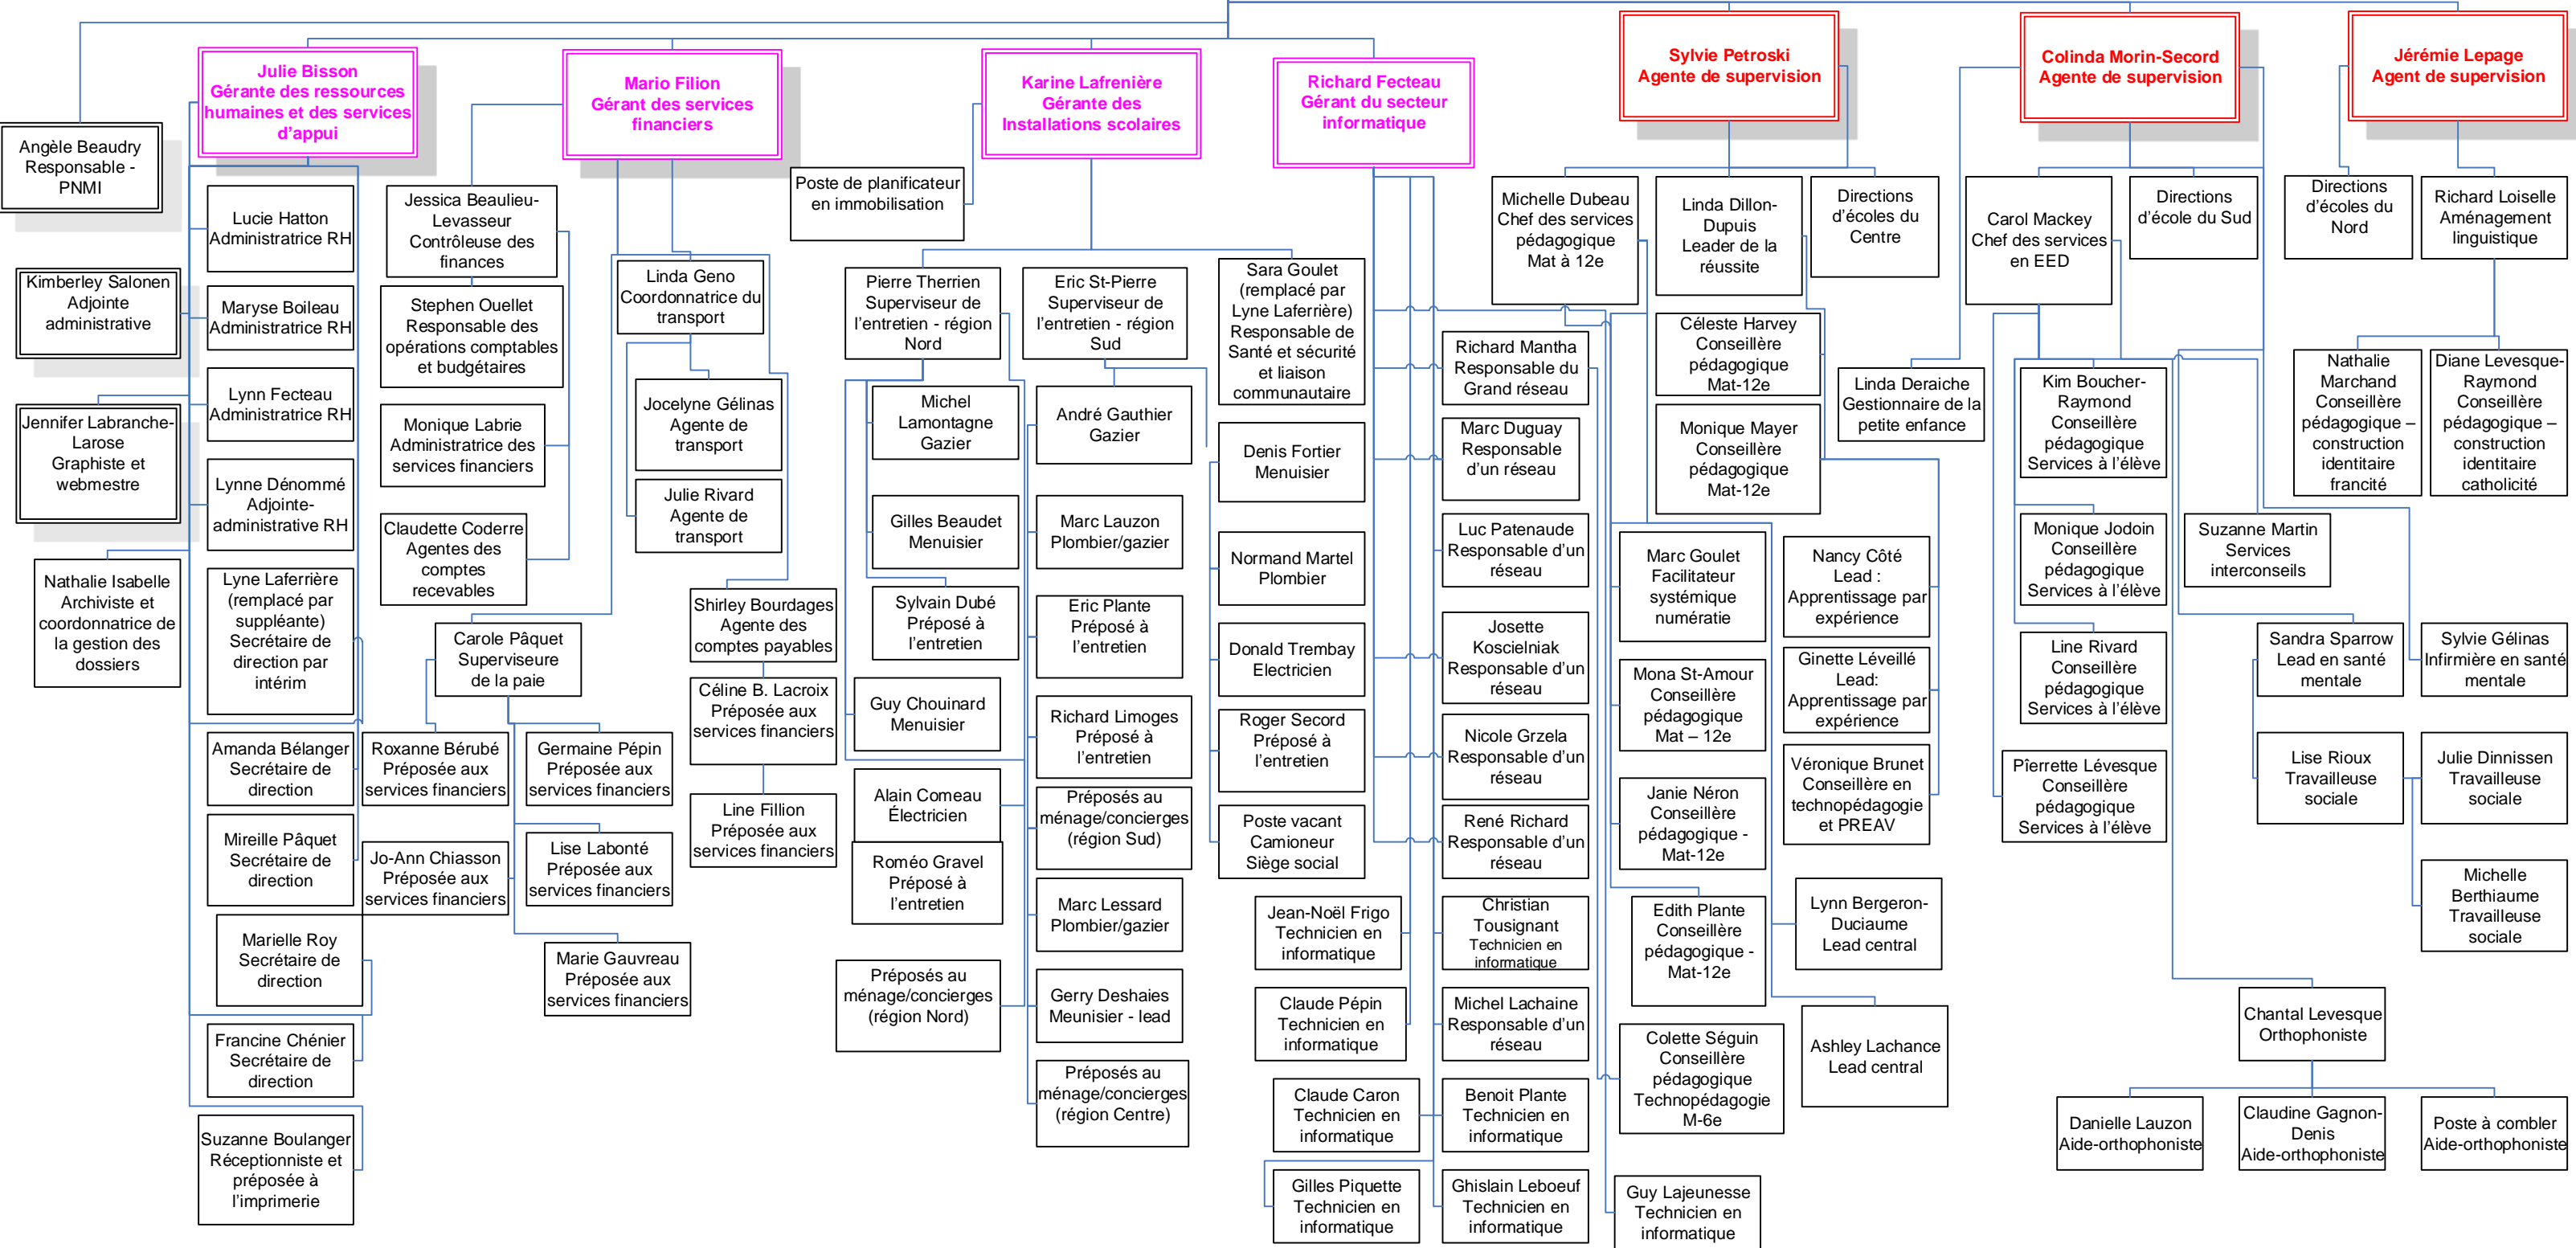 Julie Bisson
Gérante des ressources
humaines et des services
d'appui
Mario Filion
Gérant des services
financiers
Karine Lafrenière
Gérante des
Installations scolaires
Richard Fecteau
Gérant du secteur
informatique
Sylvie Petroski
Agente de supervision
Colinda Morin-Secord
Agente de supervision
Jérémie Lepage
Agent de supervision
Angèle Beaudry
Responsable -
PNMI
Kimberley Salonen
Adjointe
administrative
Jennifer Labranche-
Larose
Graphiste et
webmestre
Nathalie Isabelle
Archiviste et
coordonnatrice de
la gestion des
dossiers
Lucie Hatton
Administratrice RH
Maryse Boileau
Administratrice RH
Lynn Fecteau
Administratrice RH
Lynne Dénommé
Adjointe-
administrative RH
Lyne Laferrière
(remplacé par
suppléante)
Secrétaire de
direction par
intérim
Amanda Bélanger
Secrétaire de
direction
Mireille Pâquet
Secrétaire de
direction
Marielle Roy
Secrétaire de
direction
Francine Chénier
Secrétaire de
direction
Suzanne Boulanger
Réceptionniste et
préposée à
l'imprimerie
Jessica Beaulieu-
Levasseur
Contrôleuse des
finances
Stephen Ouellet
Responsable des
opérations comptables
et budgétaires
Monique Labrie
Administratrice des
services financiers
Claudette Coderre
Agentes des
comptes
recevables
Carole Pâquet
Superviseure
de la paie
Roxanne Bérubé
Préposée aux
services financiers
Germaine Pépin
Préposée aux
services financiers
Jo-Ann Chiasson
Préposée aux
services financiers
Lise Labonté
Préposée aux
services financiers
Marie Gauvreau
Préposée aux
services financiers
Linda Geno
Coordonnatrice du
transport
Jocelyne Gélinas
Agente de
transport
Julie Rivard
Agente de
transport
Shirley Bourdages
Agente des
comptes payables
Céline B. Lacroix
Préposée aux
services financiers
Line Fillion
Préposée aux
services financiers
Poste de planificateur
en immobilisation
Pierre Therrien
Superviseur de
l'entretien - région
Nord
Michel
Lamontagne
Gazier
Gilles Beaudet
Menuisier
Sylvain Dubé
Préposé à
l'entretien
Guy Chouinard
Menuisier
Alain Comeau
Électricien
Roméo Gravel
Préposé à
l'entretien
Préposés au
ménage/concierges
(région Nord)
Eric St-Pierre
Superviseur de
l'entretien - région
Sud
André Gauthier
Gazier
Marc Lauzon
Plombier/gazier
Eric Plante
Préposé à
l'entretien
Richard Limoges
Préposé à
l'entretien
Préposés au
ménage/concierges
(région Sud)
Marc Lessard
Plombier/gazier
Gerry Deshaies
Meunisier - lead
Préposés au
ménage/concierges
(région Centre)
Sara Goulet
(remplacé par
Lyne Laferrière)
Responsable de
Santé et sécurité
et liaison
communautaire
Denis Fortier
Menuisier
Normand Martel
Plombier
Donald Trembay
Electricien
Roger Secord
Préposé à
l'entretien
Poste vacant
Camioneur
Siège social
Jean-Noël Frigo
Technicien en
informatique
Claude Pépin
Technicien en
informatique
Claude Caron
Technicien en
informatique
Gilles Piquette
Technicien en
informatique
Richard Mantha
Responsable du
Grand réseau
Marc Duguay
Responsable
d'un réseau
Luc Patenaude
Responsable d'un
réseau
Josette
Koscielniak
Responsable d'un
réseau
Nicole Grzela
Responsable d'un
réseau
René Richard
Responsable d'un
réseau
Christian
Tousignant
Technicien en
informatique
Michel Lachaine
Responsable d'un
réseau
Benoit Plante
Technicien en
informatique
Ghislain Leboeuf
Technicien en
informatique
Guy Lajeunesse
Technicien en
informatique
Michelle Dubeau
Chef des services
pédagogique
Mat à 12e
Linda Dillon-
Dupuis
Leader de la
réussite
Directions
d'écoles du
Centre
Céleste Harvey
Conseillère
pédagogique
Mat-12e
Monique Mayer
Conseillère
pédagogique
Mat-12e
Marc Goulet
Facilitateur
systémique
numératie
Mona St-Amour
Conseillère
pédagogique
Mat – 12e
Janie Néron
Conseillère
pédagogique -
Mat-12e
Edith Plante
Conseillère
pédagogique -
Mat-12e
Colette Séguin
Conseillère
pédagogique
Technopédagogie
M-6e
Nancy Côté
Lead :
Apprentissage par
expérience
Ginette Léveillé
Lead:
Apprentissage par
expérience
Véronique Brunet
Conseillère en
technopédagogie
et PREAV
Lynn Bergeron-
Duciaume
Lead central
Ashley Lachance
Lead central
Linda Deraiche
Gestionnaire de la
petite enfance
Carol Mackey
Chef des services
en EED
Directions
d'école du Sud
Kim Boucher-
Raymond
Conseillère
pédagogique
Services à l'élève
Monique Jodoin
Conseillère
pédagogique
Services à l'élève
Line Rivard
Conseillère
pédagogique
Services à l'élève
Pîerrette Lévesque
Conseillère
pédagogique
Services à l'élève
Suzanne Martin
Services
interconseils
Sandra Sparrow
Lead en santé
mentale
Sylvie Gélinas
Infirmière en santé
mentale
Lise Rioux
Travailleuse
sociale
Julie Dinnissen
Travailleuse
sociale
Michelle
Berthiaume
Travailleuse
sociale
Chantal Levesque
Orthophoniste
Danielle Lauzon
Aide-orthophoniste
Claudine Gagnon-
Denis
Aide-orthophoniste
Poste à combler
Aide-orthophoniste
Directions
d'écoles du
Nord
Richard Loiselle
Aménagement
linguistique
Nathalie
Marchand
Conseillère
pédagogique –
construction
identitaire
francité
Diane Levesque-
Raymond
Conseillère
pédagogique –
construction
identitaire
catholicité